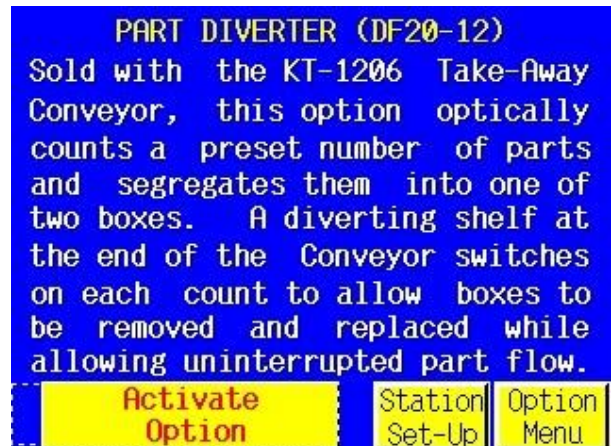 PART DIVERTER (DF20-12)
Sold with the KT-1206 Take-Away
Conveyor, this option optically
counts a preset number of parts
and segregates them into one of
two boxes. A diverting shelf at
the end of the Conveyor switches
on each count to allow boxes to
be removed and replaced while
allowing uninterrupted part flow.
Activate
Option
Station
Set-Up
Option
Menu